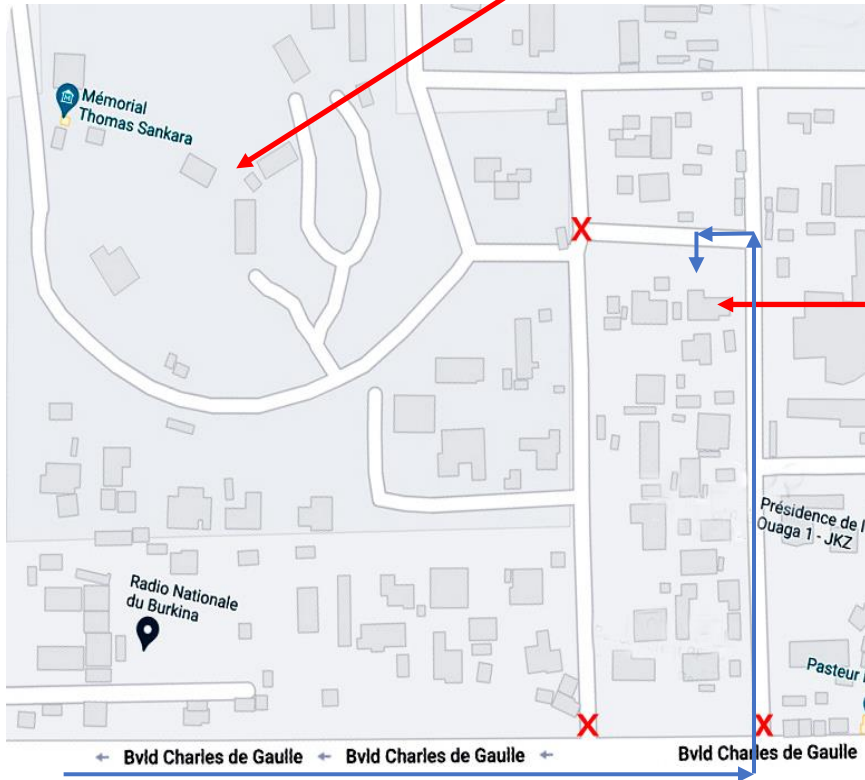 Mémorial
Thomas Sankara
X
Présidence de l
Ouaga 1 - JKZ
Radio Nationale
du Burkina
Pasteur
X
X
← Bvld Charles de Gaulle ← Bvld Charles de Gaulle ← Bvld Charles de Gaulle